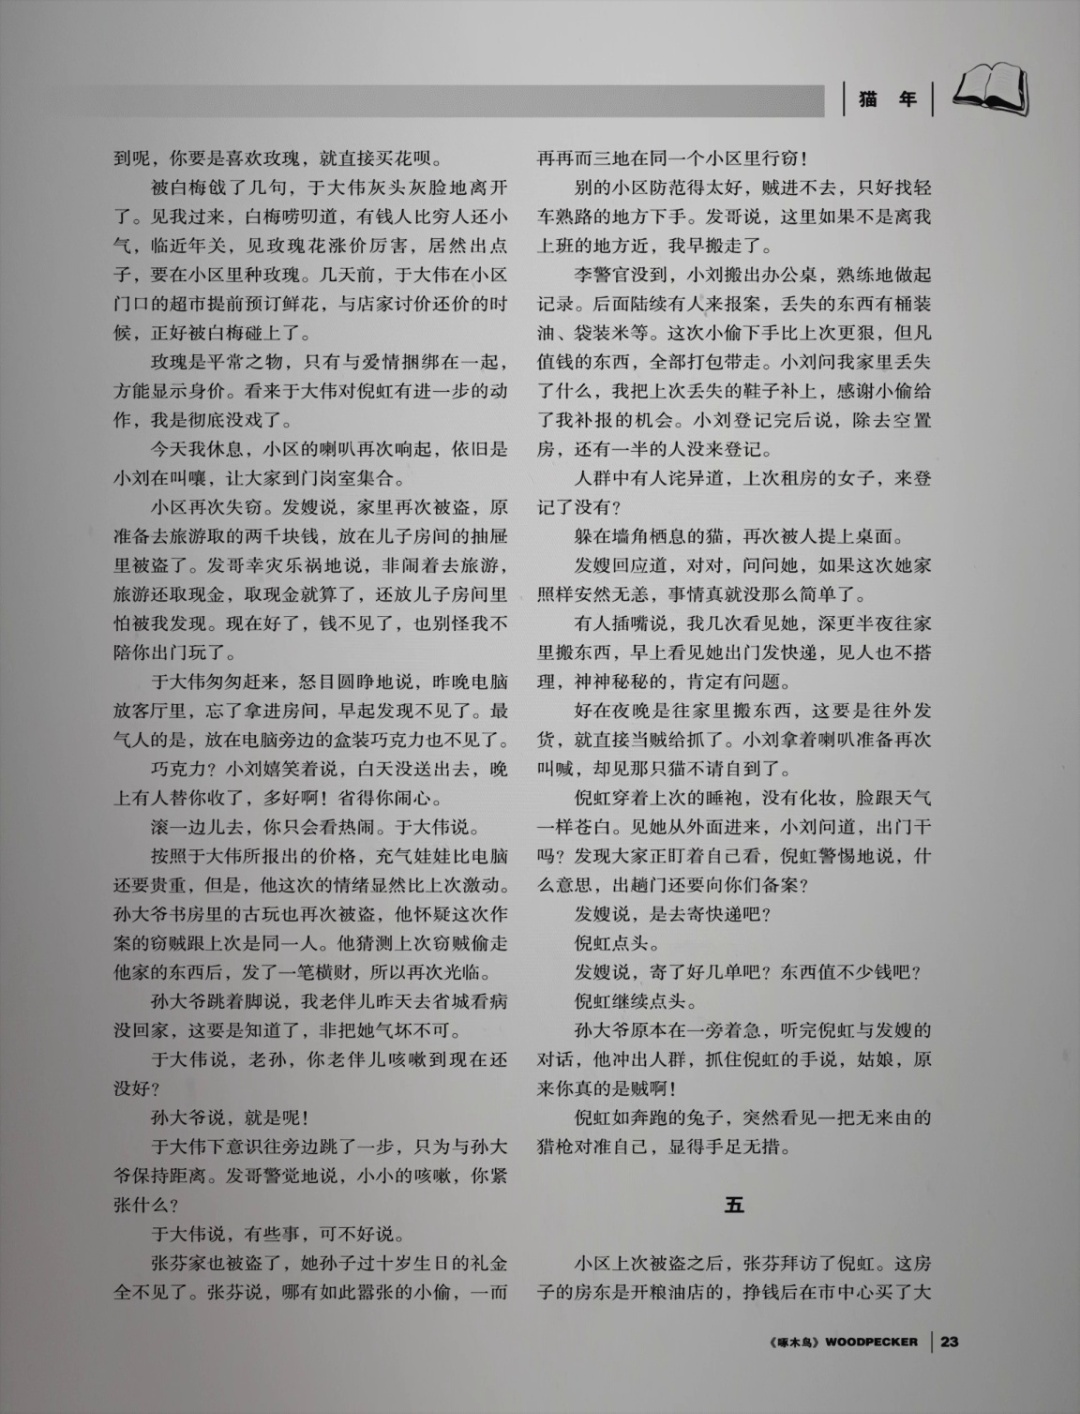 猫 年
到呢，你要是喜欢玫瑰，就直接买花呗。
被白梅戗了几句，于大伟灰头灰脸地离开
了。见我过来，白梅唠叨道，有钱人比穷人还小
气，临近年关，见玫瑰花涨价厉害，居然出点
子，要在小区里种玫瑰。几天前，于大伟在小区
门口的超市提前预订鲜花，与店家讨价还价的时
候，正好被白梅碰上了。
玫瑰是平常之物，只有与爱情捆绑在一起，
方能显示身价。看来于大伟对倪虹有进一步的动
作，我是彻底没戏了。
今天我休息，小区的喇叭再次响起，依旧是
小刘在叫嚷，让大家到门岗室集合。
小区再次失窃。发嫂说，家里再次被盗，原
准备去旅游取的两千块钱，放在儿子房间的抽屉
里被盗了。发哥幸灾乐祸地说，非闹着去旅游，
旅游还取现金，取现金就算了，还放儿子房间里
怕被我发现。现在好了，钱不见了，也别怪我不
陪你出门玩了。
于大伟匆匆赶来，怒目圆睁地说，昨晚电脑
放客厅里，忘了拿进房间，早起发现不见了。最
气人的是，放在电脑旁边的盒装巧克力也不见了。
巧克力？小刘嬉笑着说，白天没送出去，晚
上有人替你收了，多好啊！省得你闹心。
滚一边儿去，你只会看热闹。于大伟说。
按照于大伟所报出的价格，充气娃娃比电脑
还要贵重，但是，他这次的情绪显然比上次激动。
孙大爷书房里的古玩也再次被盗，他怀疑这次作
案的窃贼跟上次是同一人。他猜测上次窃贼偷走
他家的东西后，发了一笔横财，所以再次光临。
孙大爷跳着脚说，我老伴儿昨天去省城看病
没回家，这要是知道了，非把她气坏不可。
于大伟说，老孙，你老伴儿咳嗽到现在还
没好？
孙大爷说，就是呢！
于大伟下意识往旁边跳了一步，只为与孙大
爷保持距离。发哥警觉地说，小小的咳嗽，你紧
张什么？
于大伟说，有些事，可不好说。
张芬家也被盗了，她孙子过十岁生日的礼金
全不见了。张芬说，哪有如此嚣张的小偷，一而
再再而三地在同一个小区里行窃！
别的小区防范得太好，贼进不去，只好找轻
车熟路的地方下手。发哥说，这里如果不是离我
上班的地方近，我早搬走了。
李警官没到，小刘搬出办公桌，熟练地做起
记录。后面陆续有人来报案，丢失的东西有桶装
油、袋装米等。这次小偷下手比上次更狠，但凡
值钱的东西，全部打包带走。小刘问我家里丢失
了什么，我把上次丢失的鞋子补上，感谢小偷给
了我补报的机会。小刘登记完后说，除去空置
房，还有一半的人没来登记。
人群中有人诧异道，上次租房的女子，来登
记了没有？
躲在墙角栖息的猫，再次被人提上桌面。
发嫂回应道，对对，问问她，如果这次她家
照样安然无恙，事情真就没那么简单了。
有人插嘴说，我几次看见她，深更半夜往家
里搬东西，早上看见她出门发快递，见人也不搭
理，神神秘秘的，肯定有问题。
好在夜晚是往家里搬东西，这要是往外发
货，就直接当贼给抓了。小刘拿着喇叭准备再次
叫喊，却见那只猫不请自到了。
倪虹穿着上次的睡袍，没有化妆，脸跟天气
一样苍白。见她从外面进来，小刘问道，出门干
吗？发现大家正盯着自己看，倪虹警惕地说，什
么意思，出趟门还要向你们备案？
发嫂说，是去寄快递吧？
倪虹点头。
发嫂说，寄了好几单吧？东西值不少钱吧？
倪虹继续点头。
孙大爷原本在一旁着急，听完倪虹与发嫂的
对话，他冲出人群，抓住倪虹的手说，姑娘，原
来你真的是贼啊！
倪虹如奔跑的兔子，突然看见一把无来由的
猎枪对准自己，显得手足无措。
五
小区上次被盗之后，张芬拜访了倪虹。这房
子的房东是开粮油店的，挣钱后在市中心买了大
《啄木鸟》WOODPECKER 23